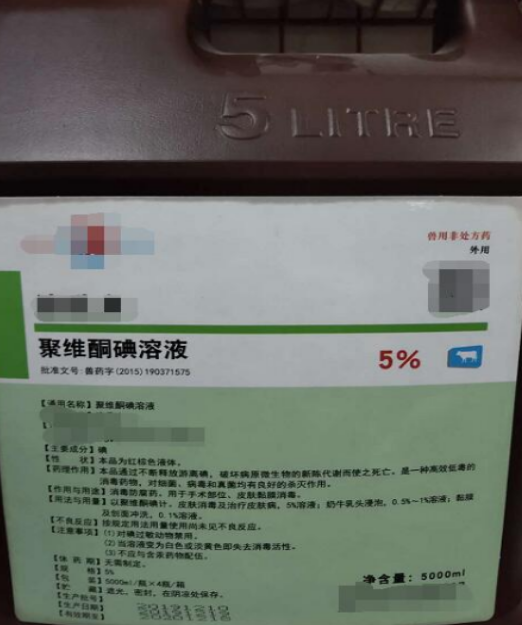 5 LITRE
兽用非处方药
外用
聚维酮碘溶液
5%
批准文号:兽药字(2015)190371575
【通用名称】聚维酮碘溶液
【主要成分】碘
【性 状】本品为红棕色液体。
【药理作用】本品通过不断释放游离碘,破坏病原微生物的新陈代谢而使之死亡。是一种高效低毒的
消毒药物。对细菌、病毒和真菌均有良好的杀灭作用。
【作用与用途】消毒防腐药。用于手术部位、皮肤黏膜消毒。
【用法与用量】以聚维酮碘计。皮肤消毒及治疗皮肤病,5%溶液;奶牛乳头浸泡,0.5%~1%溶液;黏膜
及创面冲洗,0.1%溶液。
【不良反应】按规定用法用量使用尚未见不良反应。
【注意事项】(1)对碘过敏动物禁用。
(2)当溶液变为白色或淡黄色即失去消毒活性。
(3)不应与含汞药物配伍。
【休 药 期】无需制定。
【规 格】5%
【包 装】5000ml/瓶×4瓶/箱
【贮 藏】遮光,密封,在阴凉处保存。
【生产批号】
【生产日期】
【有效期至】
净含量:5000ml